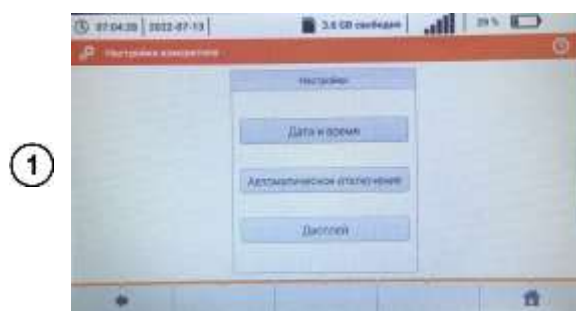 07:04:28 2022-07-13 3.6 GB свободно 29 %
Настройки измерителя
Настройки
1
Дата и время
Автоматическое отключение
Дисплей